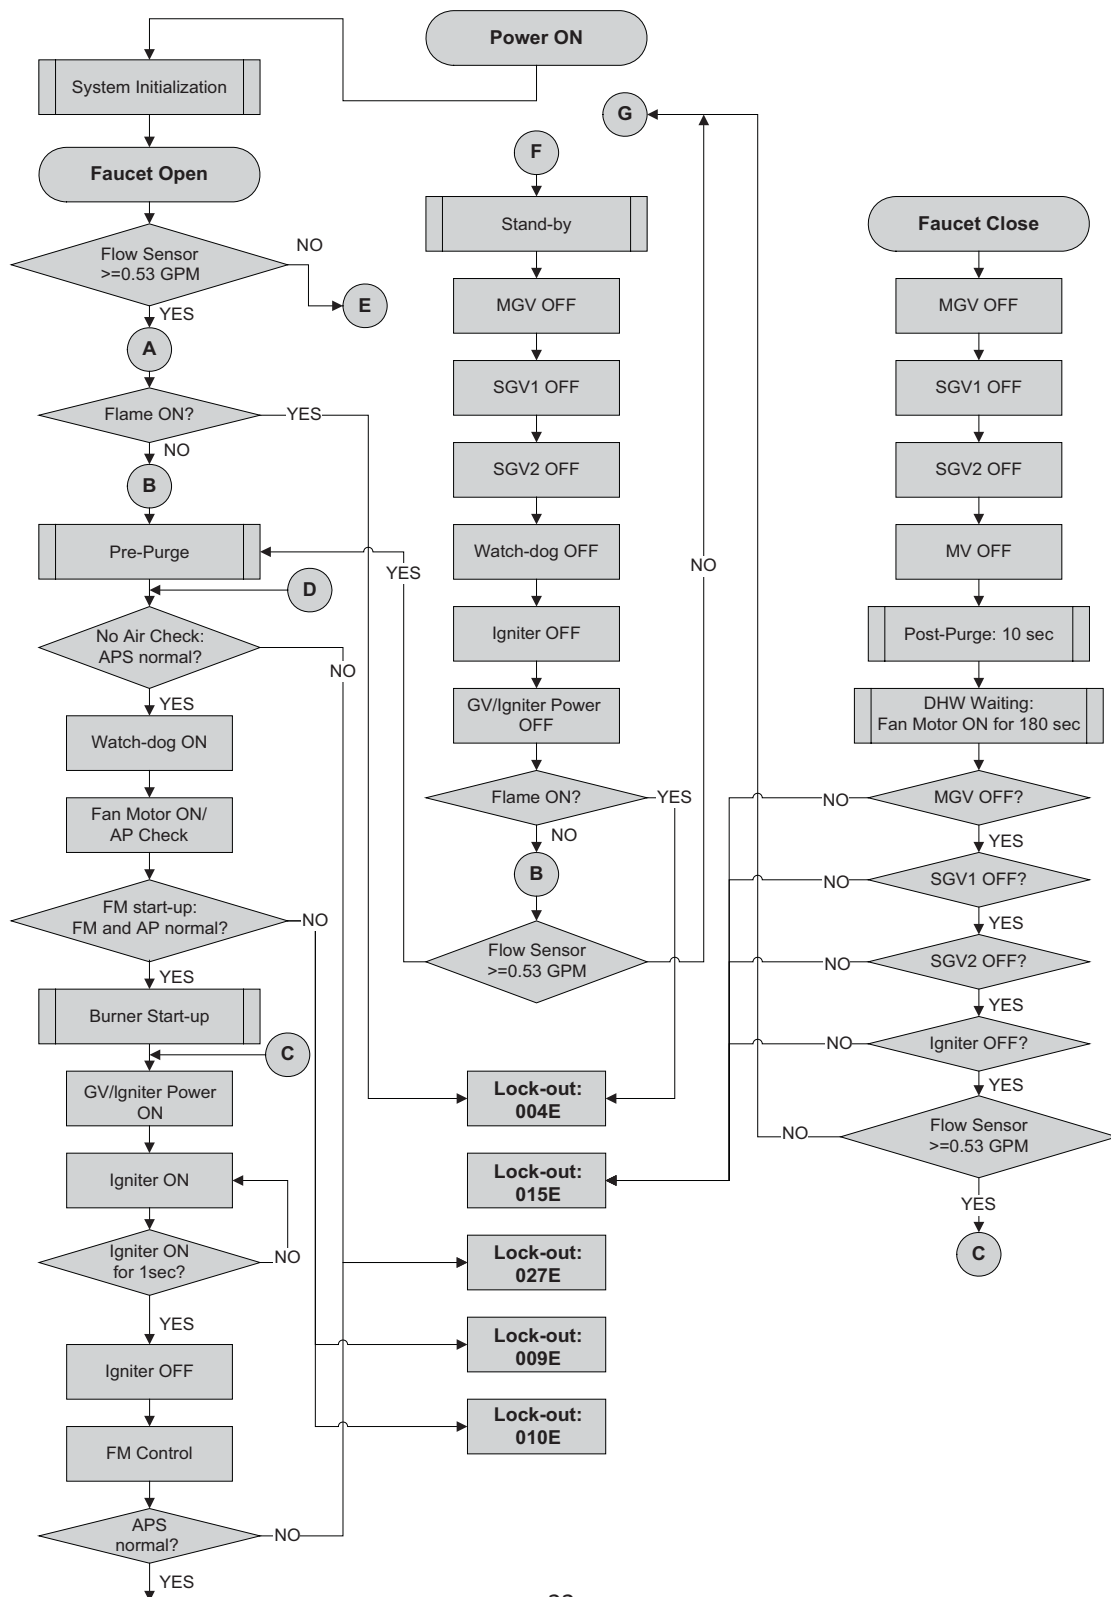 Power ON
System Initialization
G
F
Faucet Open
Stand-by
Faucet Close
Flow Sensor
>=0.53 GPM
NO
E
YES
A
Flame ON?
YES
NO
B
Pre-Purge
D
No Air Check:
APS normal?
NO
YES
Watch-dog ON
Fan Motor ON/
AP Check
FM start-up:
FM and AP normal?
NO
YES
Burner Start-up
C
GV/Igniter Power
ON
Igniter ON
Igniter ON
for 1sec?
NO
YES
Igniter OFF
FM Control
APS
normal?
NO
YES
MGV OFF
SGV1 OFF
SGV2 OFF
Watch-dog OFF
Igniter OFF
GV/Igniter Power
OFF
Flame ON?
YES
NO
B
Flow Sensor
>=0.53 GPM
YES
NO
Lock-out:
004E
Lock-out:
015E
Lock-out:
027E
Lock-out:
009E
Lock-out:
010E
MGV OFF
SGV1 OFF
SGV2 OFF
MV OFF
Post-Purge: 10 sec
DHW Waiting:
Fan Motor ON for 180 sec
MGV OFF?
NO
YES
SGV1 OFF?
NO
YES
SGV2 OFF?
NO
YES
Igniter OFF?
NO
YES
Flow Sensor
>=0.53 GPM
NO
YES
C